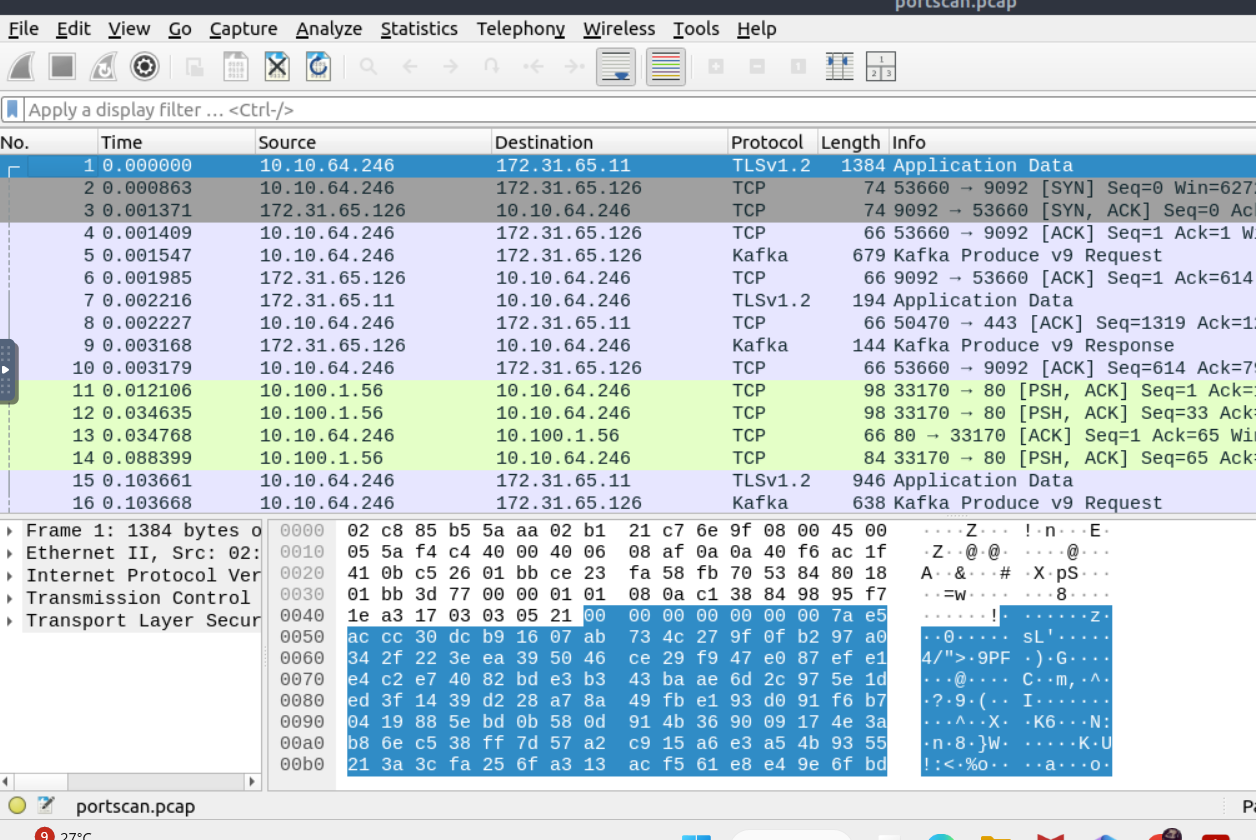 portscan.pcap
File Edit View Go Capture Analyze Statistics Telephony Wireless Tools Help
Apply a display filter … <Ctrl-/>
No. Time Source Destination Protocol Length Info
1 0.000000 10.10.64.246 172.31.65.11 TLSv1.2 1384 Application Data
2 0.000863 10.10.64.246 172.31.65.126 TCP 74 53660 → 9092 [SYN] Seq=0 Win=627
3 0.001371 172.31.65.126 10.10.64.246 TCP 74 9092 → 53660 [SYN, ACK] Seq=0 Ac
4 0.001409 10.10.64.246 172.31.65.126 TCP 66 53660 → 9092 [ACK] Seq=1 Ack=1 W
5 0.001547 10.10.64.246 172.31.65.126 Kafka 679 Kafka Produce v9 Request
6 0.001985 172.31.65.126 10.10.64.246 TCP 66 9092 → 53660 [ACK] Seq=1 Ack=614
7 0.002216 172.31.65.11 10.10.64.246 TLSv1.2 194 Application Data
8 0.002227 10.10.64.246 172.31.65.11 TCP 66 50470 → 443 [ACK] Seq=1319 Ack=1
9 0.003168 172.31.65.126 10.10.64.246 Kafka 144 Kafka Produce v9 Response
10 0.003179 10.10.64.246 172.31.65.126 TCP 66 53660 → 9092 [ACK] Seq=614 Ack=7
11 0.012106 10.100.1.56 10.10.64.246 TCP 98 33170 → 80 [PSH, ACK] Seq=1 Ack=
12 0.034635 10.100.1.56 10.10.64.246 TCP 98 33170 → 80 [PSH, ACK] Seq=33 Ack
13 0.034768 10.10.64.246 10.100.1.56 TCP 66 80 → 33170 [ACK] Seq=1 Ack=65 Wi
14 0.088399 10.100.1.56 10.10.64.246 TCP 84 33170 → 80 [PSH, ACK] Seq=65 Ack
15 0.103661 10.10.64.246 172.31.65.11 TLSv1.2 946 Application Data
16 0.103668 10.10.64.246 172.31.65.126 Kafka 638 Kafka Produce v9 Request
Frame 1: 1384 bytes o
Ethernet II, Src: 02:
Internet Protocol Ver
Transmission Control
Transport Layer Secur
0000 02 c8 85 b5 5a aa 02 b1 21 c7 6e 9f 08 00 45 00 ····Z··· !·n···E·
0010 05 5a f4 c4 40 00 40 06 08 af 0a 0a 40 f6 ac 1f ·Z··@·@· ····@···
0020 41 0b c5 26 01 bb ce 23 fa 58 fb 70 53 84 80 18 A··&···# ·X·pS···
0030 01 bb 3d 77 00 00 01 01 08 0a c1 38 84 98 95 f7 ··=w···· ···8····
0040 1e a3 17 03 03 05 21 00 00 00 00 00 00 00 7a e5 ······!· ······z·
0050 ac cc 30 dc b9 16 07 ab 73 4c 27 9f 0f b2 97 a0 ··0····· sL'·····
0060 34 2f 22 3e ea 39 50 46 ce 29 f9 47 e0 87 ef e1 4/">·9PF ·)·G····
0070 e4 c2 e7 40 82 bd e3 b3 43 ba ae 6d 2c 97 5e 1d ···@···· C··m,·^·
0080 ed 3f 14 39 d2 28 a7 8a 49 fb e1 93 d0 91 f6 b7 ·?·9·(·· I·······
0090 04 19 88 5e bd 0b 58 0d 91 4b 36 90 09 17 4e 3a ···^··X· ·K6···N:
00a0 b8 6e c5 38 ff 7d 57 a2 c9 15 a6 e3 a5 4b 93 55 ·n·8·}W· ·····K·U
00b0 21 3a 3c fa 25 6f a3 13 ac f5 61 e8 e4 9e 6f bd !:<·%o·· ··a···o·
portscan.pcap
9 27°C